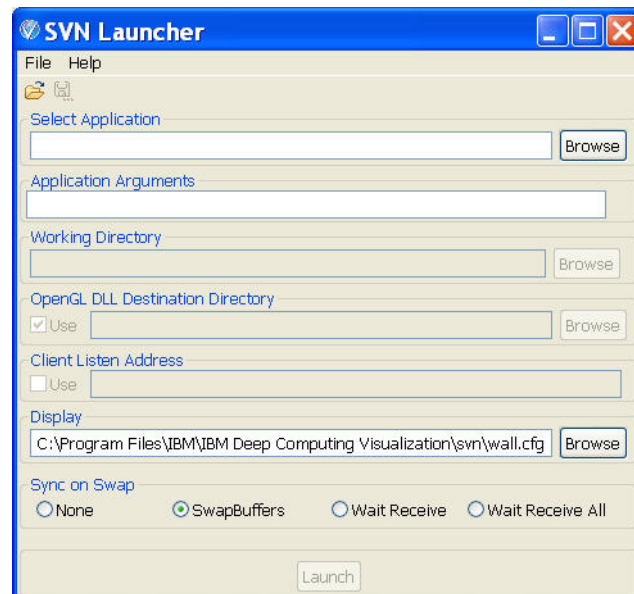 SVN Launcher
File Help
Select Application
Browse
Application Arguments
Working Directory
Browse
OpenGL DLL Destination Directory
Use
Browse
Client Listen Address
Use
Display
C:\Program Files\IBM\IBM Deep Computing Visualization\svn\wall.cfg Browse
Sync on Swap
None SwapBuffers Wait Receive Wait Receive All
Launch